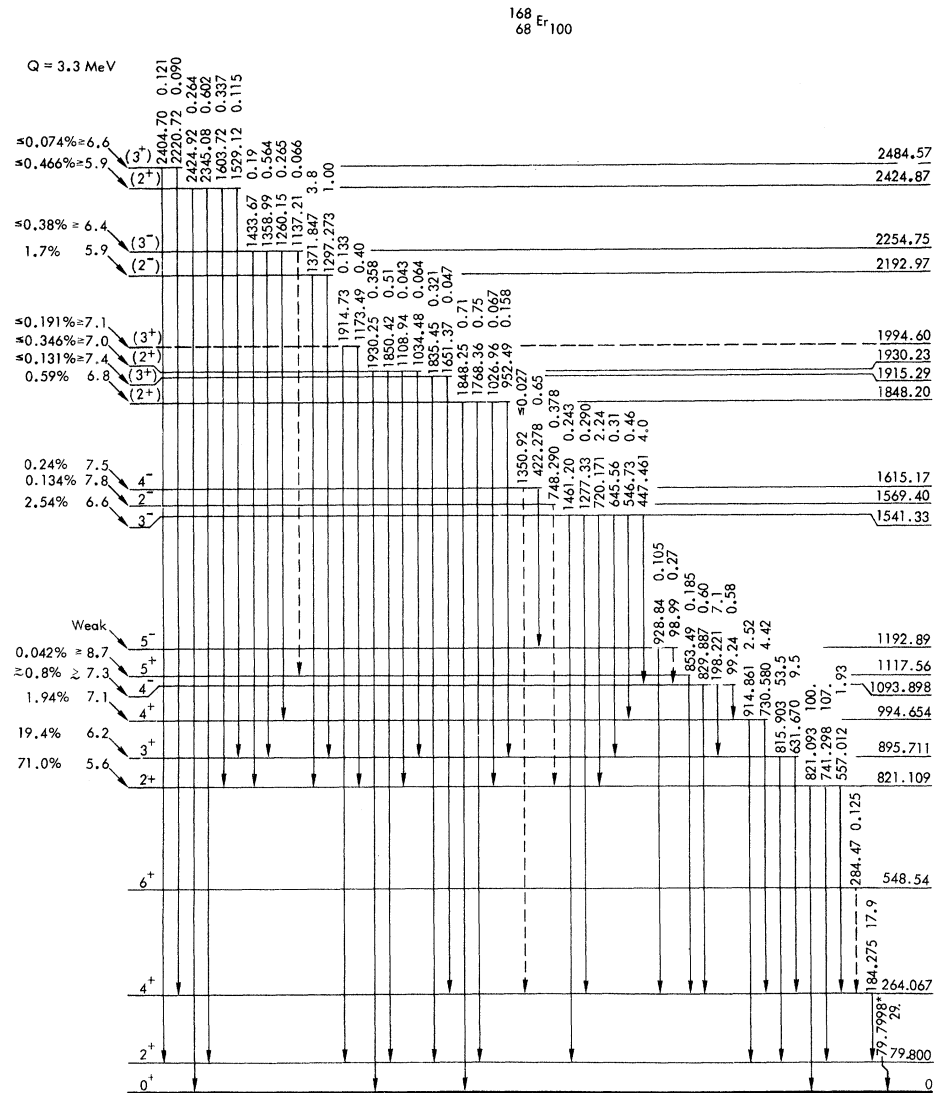 168
68 Er 100
Q = 3.3 MeV
2404.70 0.121
2220.72 0.090
2424.92 0.264
2345.08 0.602
1603.72 0.337
1529.12 0.115
≤0.074% ≥6.6 (3+) 2484.57
≤0.466% ≥5.9 (2+) 2424.87
1433.67 0.19
1358.99 0.564
1260.15 0.265
1137.21 0.066
1371.847 3.8
1297.273 1.00
≤0.38% ≥ 6.4 (3-) 2254.75
1.7% 5.9 (2-) 2192.97
1914.73 0.133
1173.49 0.40
1930.25 0.358
1850.42 0.51
1108.94 0.043
1034.48 0.064
1835.45 0.321
1651.37 0.047
≤0.191% ≥7.1 (3+) 1994.60
≤0.346% ≥7.0 (2+) 1930.23
≤0.131% ≥7.4 (3+) 1915.29
0.59% 6.8 (2+) 1848.20
1848.25 0.71
1768.36 0.75
1026.96 0.067
952.49 0.158
1350.92 ≤0.027
422.278 0.65
748.290 0.378
1461.20 0.243
1277.33 0.290
720.171 2.24
645.56 0.31
546.73 0.46
447.461 4.0
0.24% 7.5 4- 1615.17
0.134% 7.8 2- 1569.40
2.54% 6.6 3- 1541.33
928.84 0.105
98.99 0.27
853.49 0.185
829.887 0.60
198.221 7.1
99.24 0.58
Weak 5- 1192.89
0.042% ≥ 8.7 5+ 1117.56
≳0.8% ≳ 7.3 4- 1093.898
1.94% 7.1 4+ 994.654
19.4% 6.2 3+ 895.711
71.0% 5.6 2+ 821.109
914.861 2.52
730.580 4.42
815.903 53.5
631.670 9.5
821.093 100.
741.298 107.
557.012 1.93
284.47 0.125
6+ 548.54
184.275 17.9
4+ 264.067
79.7998* 29.
2+ 79.800
0+ 0